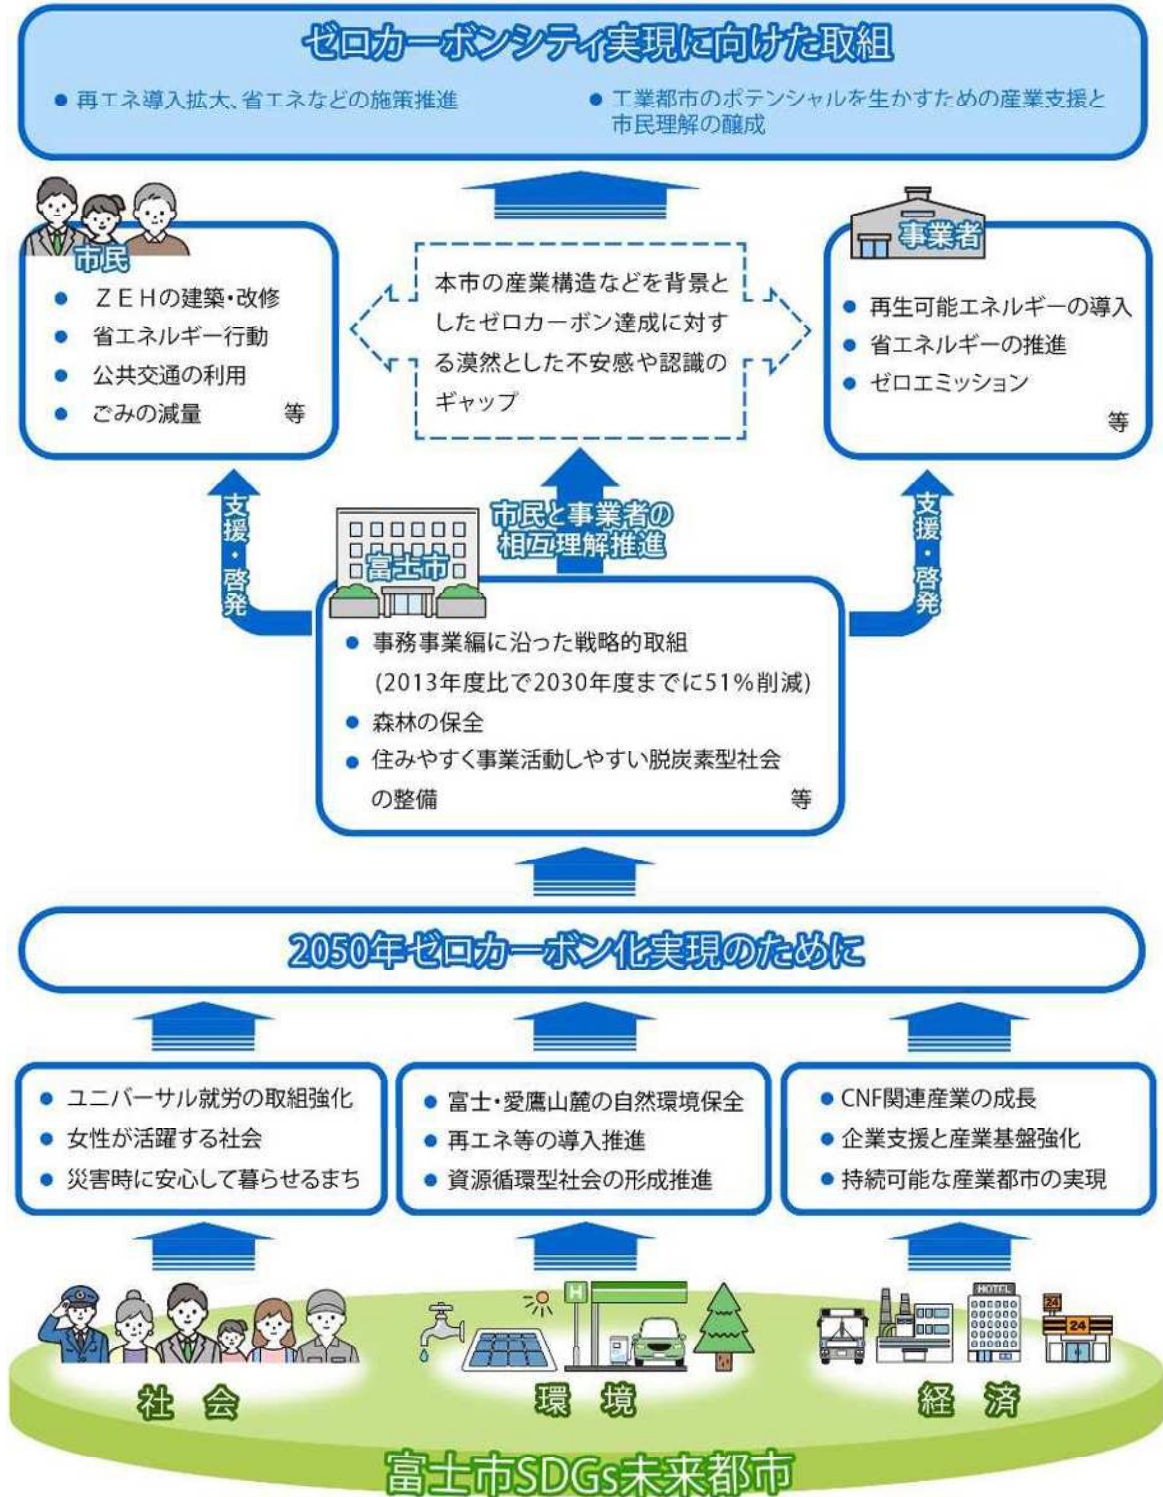 ゼロカーボンシティ実現に向けた取組
● 再エネ導入拡大、省エネなどの施策推進
● 工業都市のポテンシャルを生かすための産業支援と
市民理解の醸成
市民
● ＺＥＨの建築・改修
● 省エネルギー行動
● 公共交通の利用
● ごみの減量 等
本市の産業構造などを背景と
したゼロカーボン達成に対す
る漠然とした不安感や認識の
ギャップ
事業者
● 再生可能エネルギーの導入
● 省エネルギーの推進
● ゼロエミッション
等
支援・啓発
市民と事業者の
相互理解推進
支援・啓発
富士市
● 事務事業編に沿った戦略的取組
(2013年度比で2030年度までに51%削減)
● 森林の保全
● 住みやすく事業活動しやすい脱炭素型社会
の整備 等
2050年ゼロカーボン化実現のために
● ユニバーサル就労の取組強化
● 女性が活躍する社会
● 災害時に安心して暮らせるまち
● 富士・愛鷹山麓の自然環境保全
● 再エネ等の導入推進
● 資源循環型社会の形成推進
● CNF関連産業の成長
● 企業支援と産業基盤強化
● 持続可能な産業都市の実現
H
HOTEL
24
24
社会
環境
経済
富士市SDGs未来都市